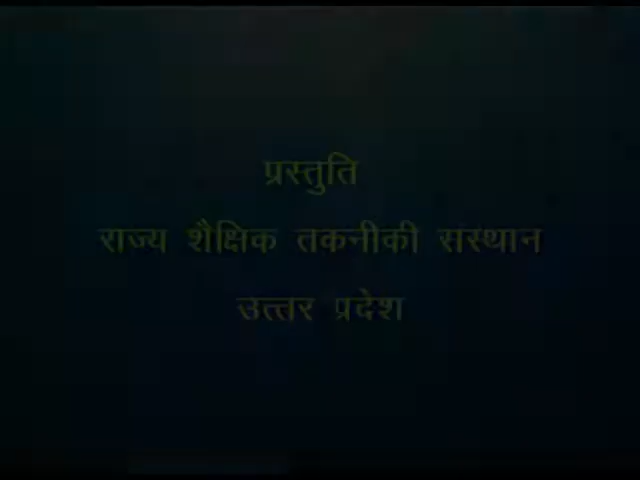 प्रस्तुति
राज्य शैक्षिक तकनीकी संस्थान
उत्तर प्रदेश